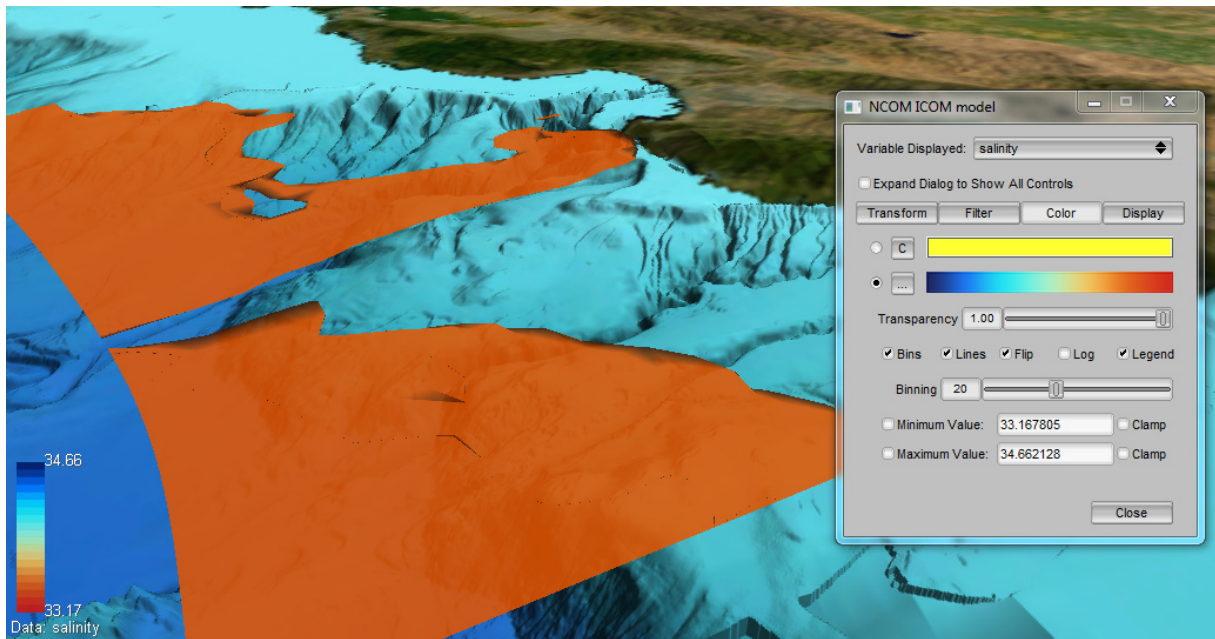 NCOM ICOM model
Variable Displayed: salinity
Expand Dialog to Show All Controls
Transform Filter Color Display
C
...
Transparency 1.00
Bins Lines Flip Log Legend
Binning 20
Minimum Value: 33.167805 Clamp
Maximum Value: 34.662128 Clamp
Close
34.66
33.17
Data: salinity